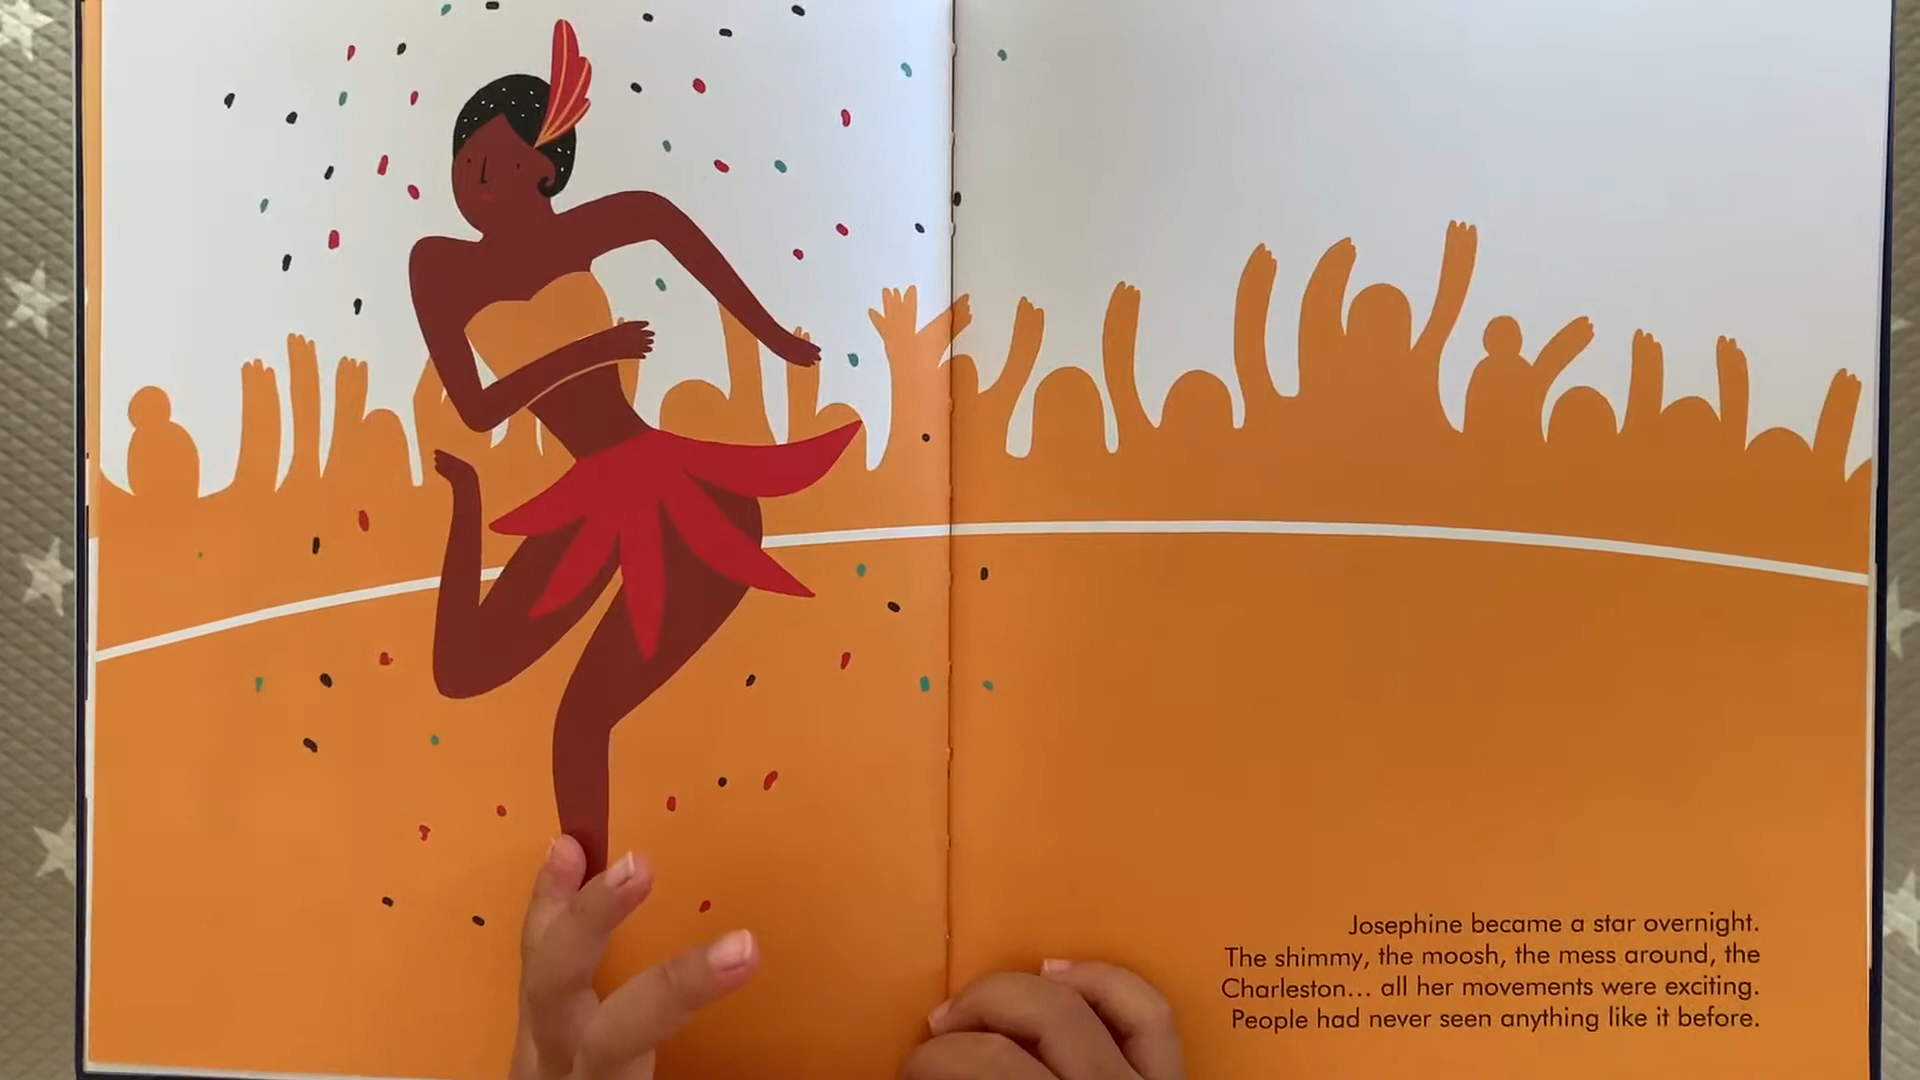 Josephine became a star overnight.
The shimmy, the moosh, the mess around, the
Charleston... all her movements were exciting.
People had never seen anything like it before.